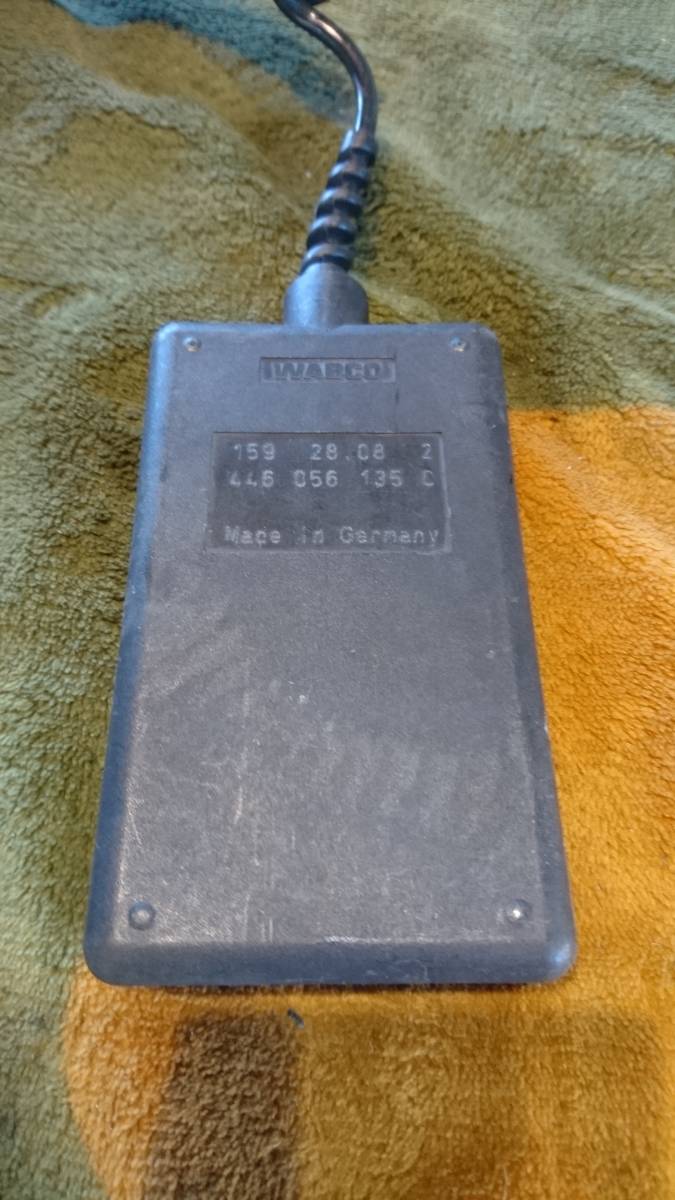 WABCO
159 28.08 2
446 056 135 0
Made in Germany